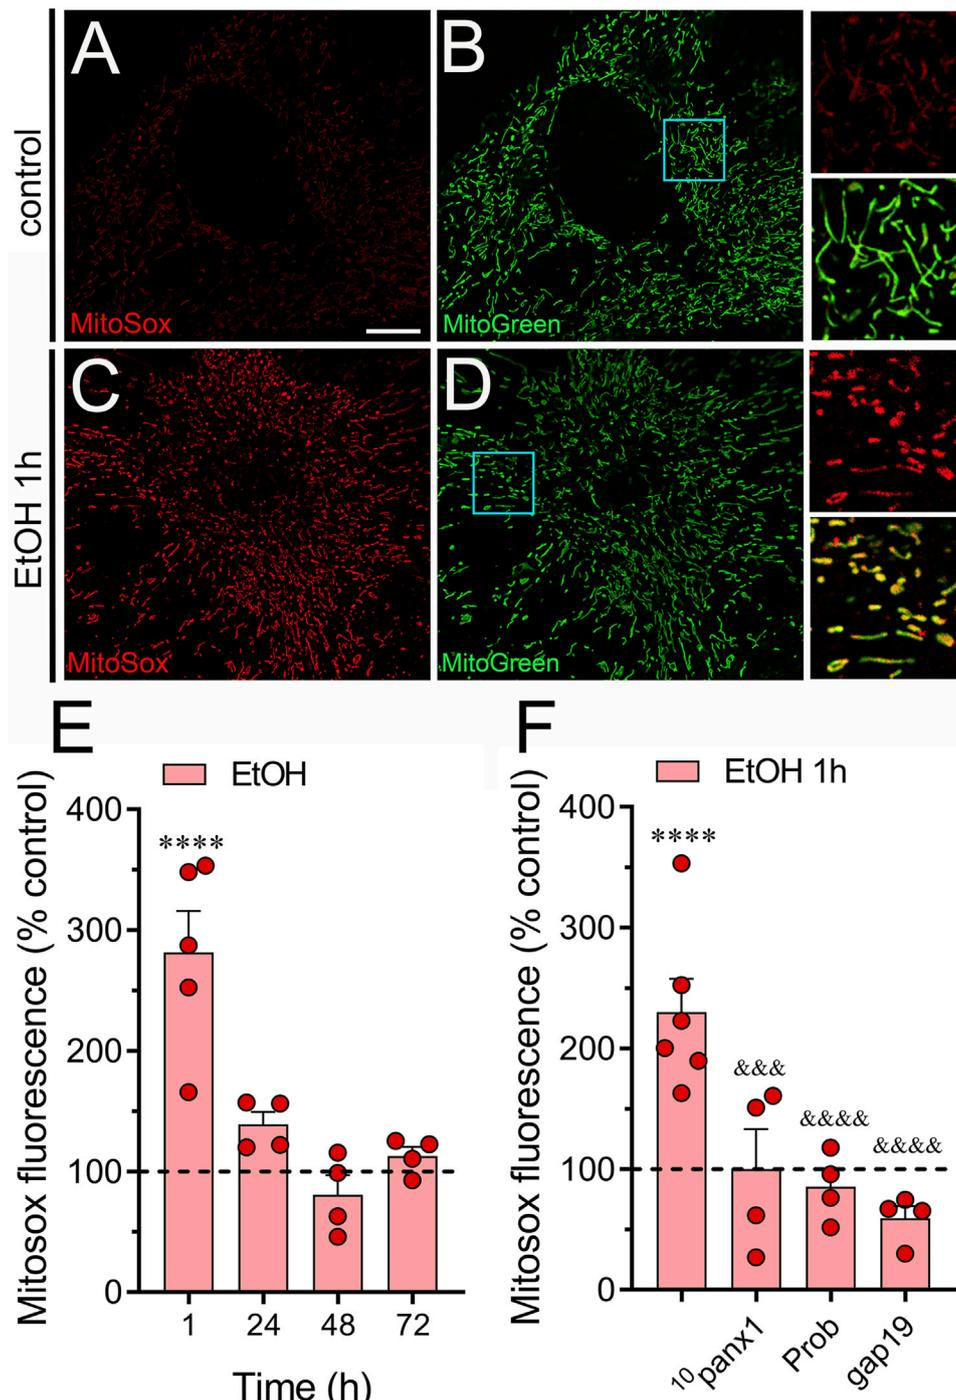 control
A
MitoSox
B
MitoGreen
EtOH 1h
C
MitoSox
D
MitoGreen
E
EtOH
Mitosox fluorescence (% control)
400
300
200
100
0
****
1
24
48
72
Time (h)
F
EtOH 1h
Mitosox fluorescence (% control)
400
300
200
100
0
****
&&&
&&&&
&&&&
¹⁰panx1
Prob
gap19